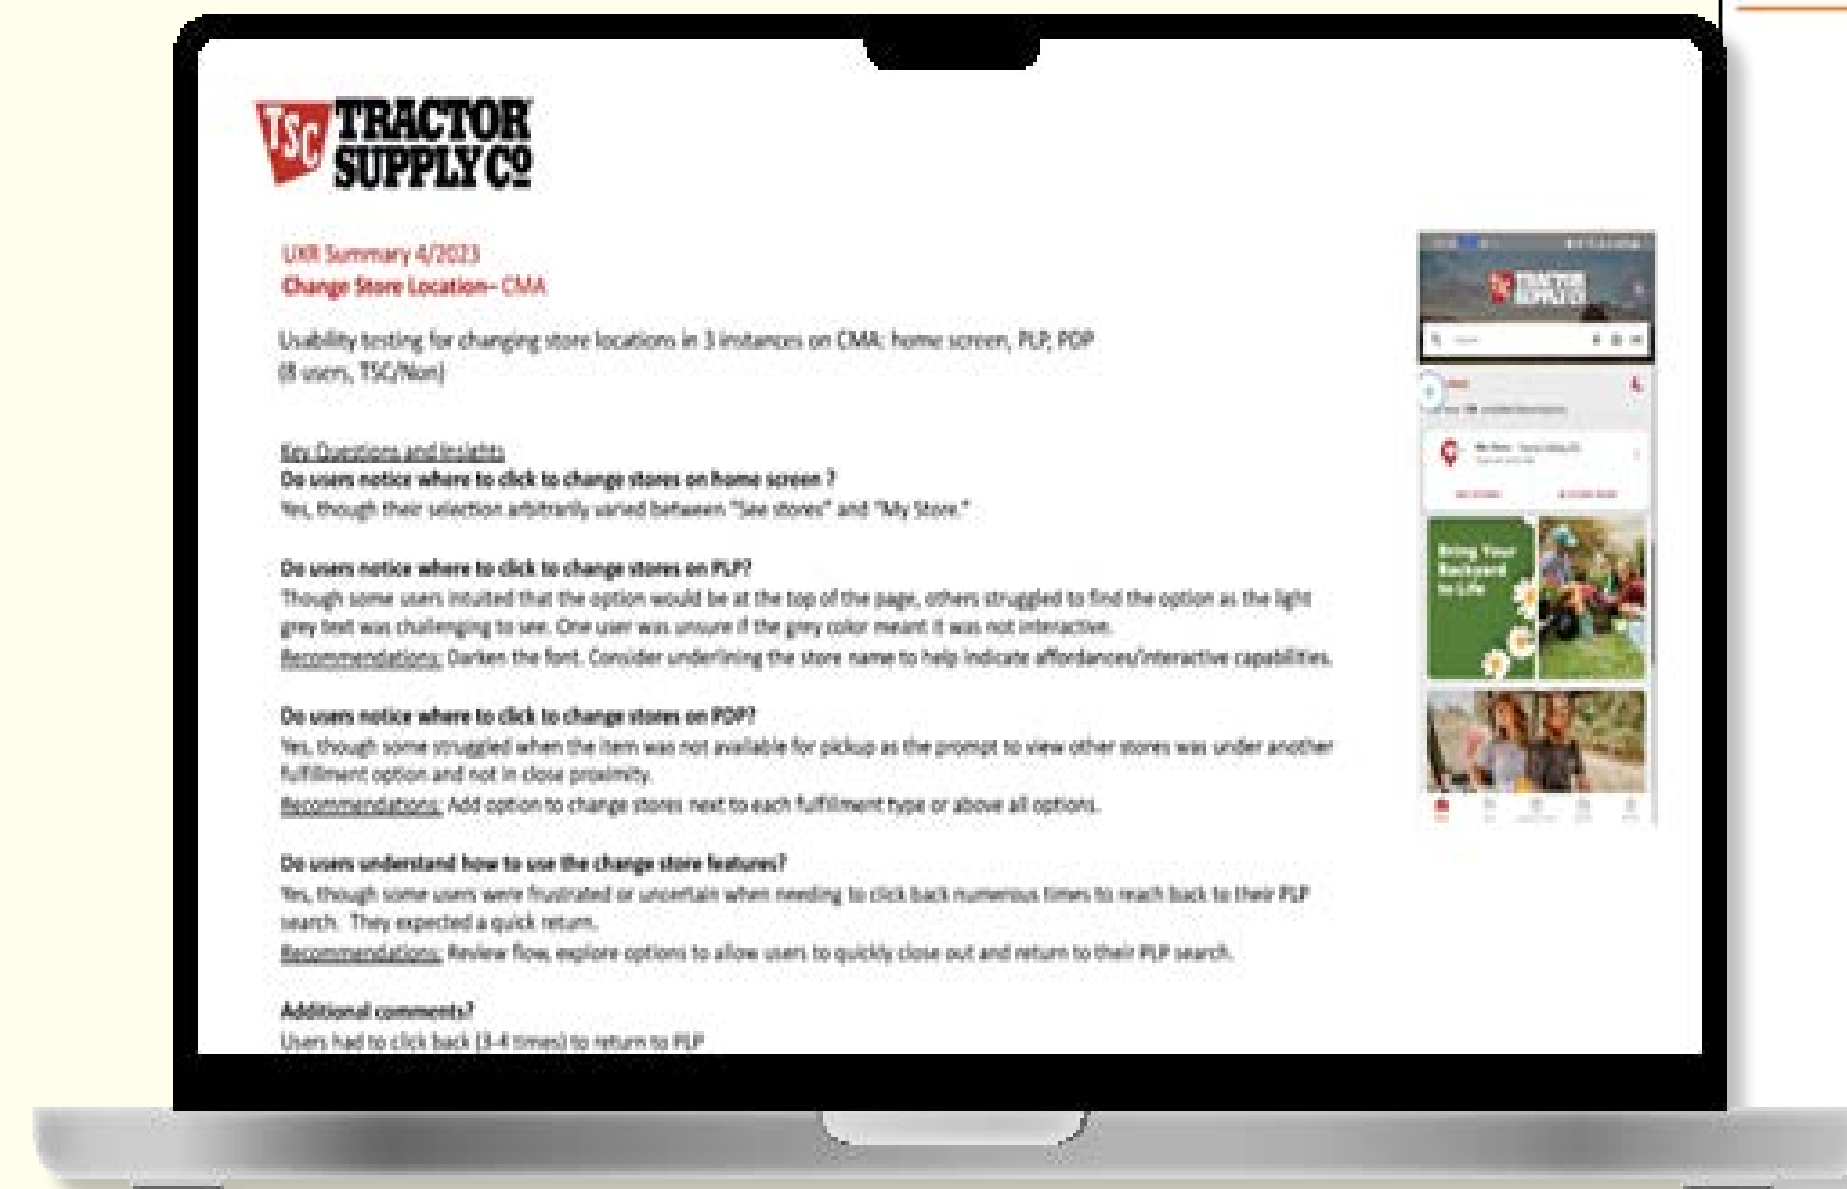 TSC TRACTOR
SUPPLY CO
UXR Summary 4/2023
Change Store Location– CMA
Usability testing for changing store locations in 3 instances on CMA: home screen, PLP, PDP
(8 users, TSC/Non)
Key Questions and Insights
Do users notice where to click to change stores on home screen ?
Yes, though their selection arbitrarily varied between "See stores" and "My Store."
Do users notice where to click to change stores on PLP?
Though some users intuited that the option would be at the top of the page, others struggled to find the option as the light
grey text was challenging to see. One user was unsure if the grey color meant it was not interactive.
Recommendations: Darken the font. Consider underlining the store name to help indicate affordances/interactive capabilities.
Do users notice where to click to change stores on PDP?
Yes, though some struggled when the item was not available for pickup as the prompt to view other stores was under another
fulfillment option and not in close proximity.
Recommendations: Add option to change stores next to each fulfillment type or above all options.
Do users understand how to use the change store features?
Yes, though some users were frustrated or uncertain when needing to click back numerous times to reach back to their PLP
search. They expected a quick return.
Recommendations: Review flow, explore options to allow users to quickly close out and return to their PLP search.
Additional comments?
Users had to click back (3-4 times) to return to PLP
TSC TRACTOR
SUPPLY CO
Bring Your
Backyard
to Life